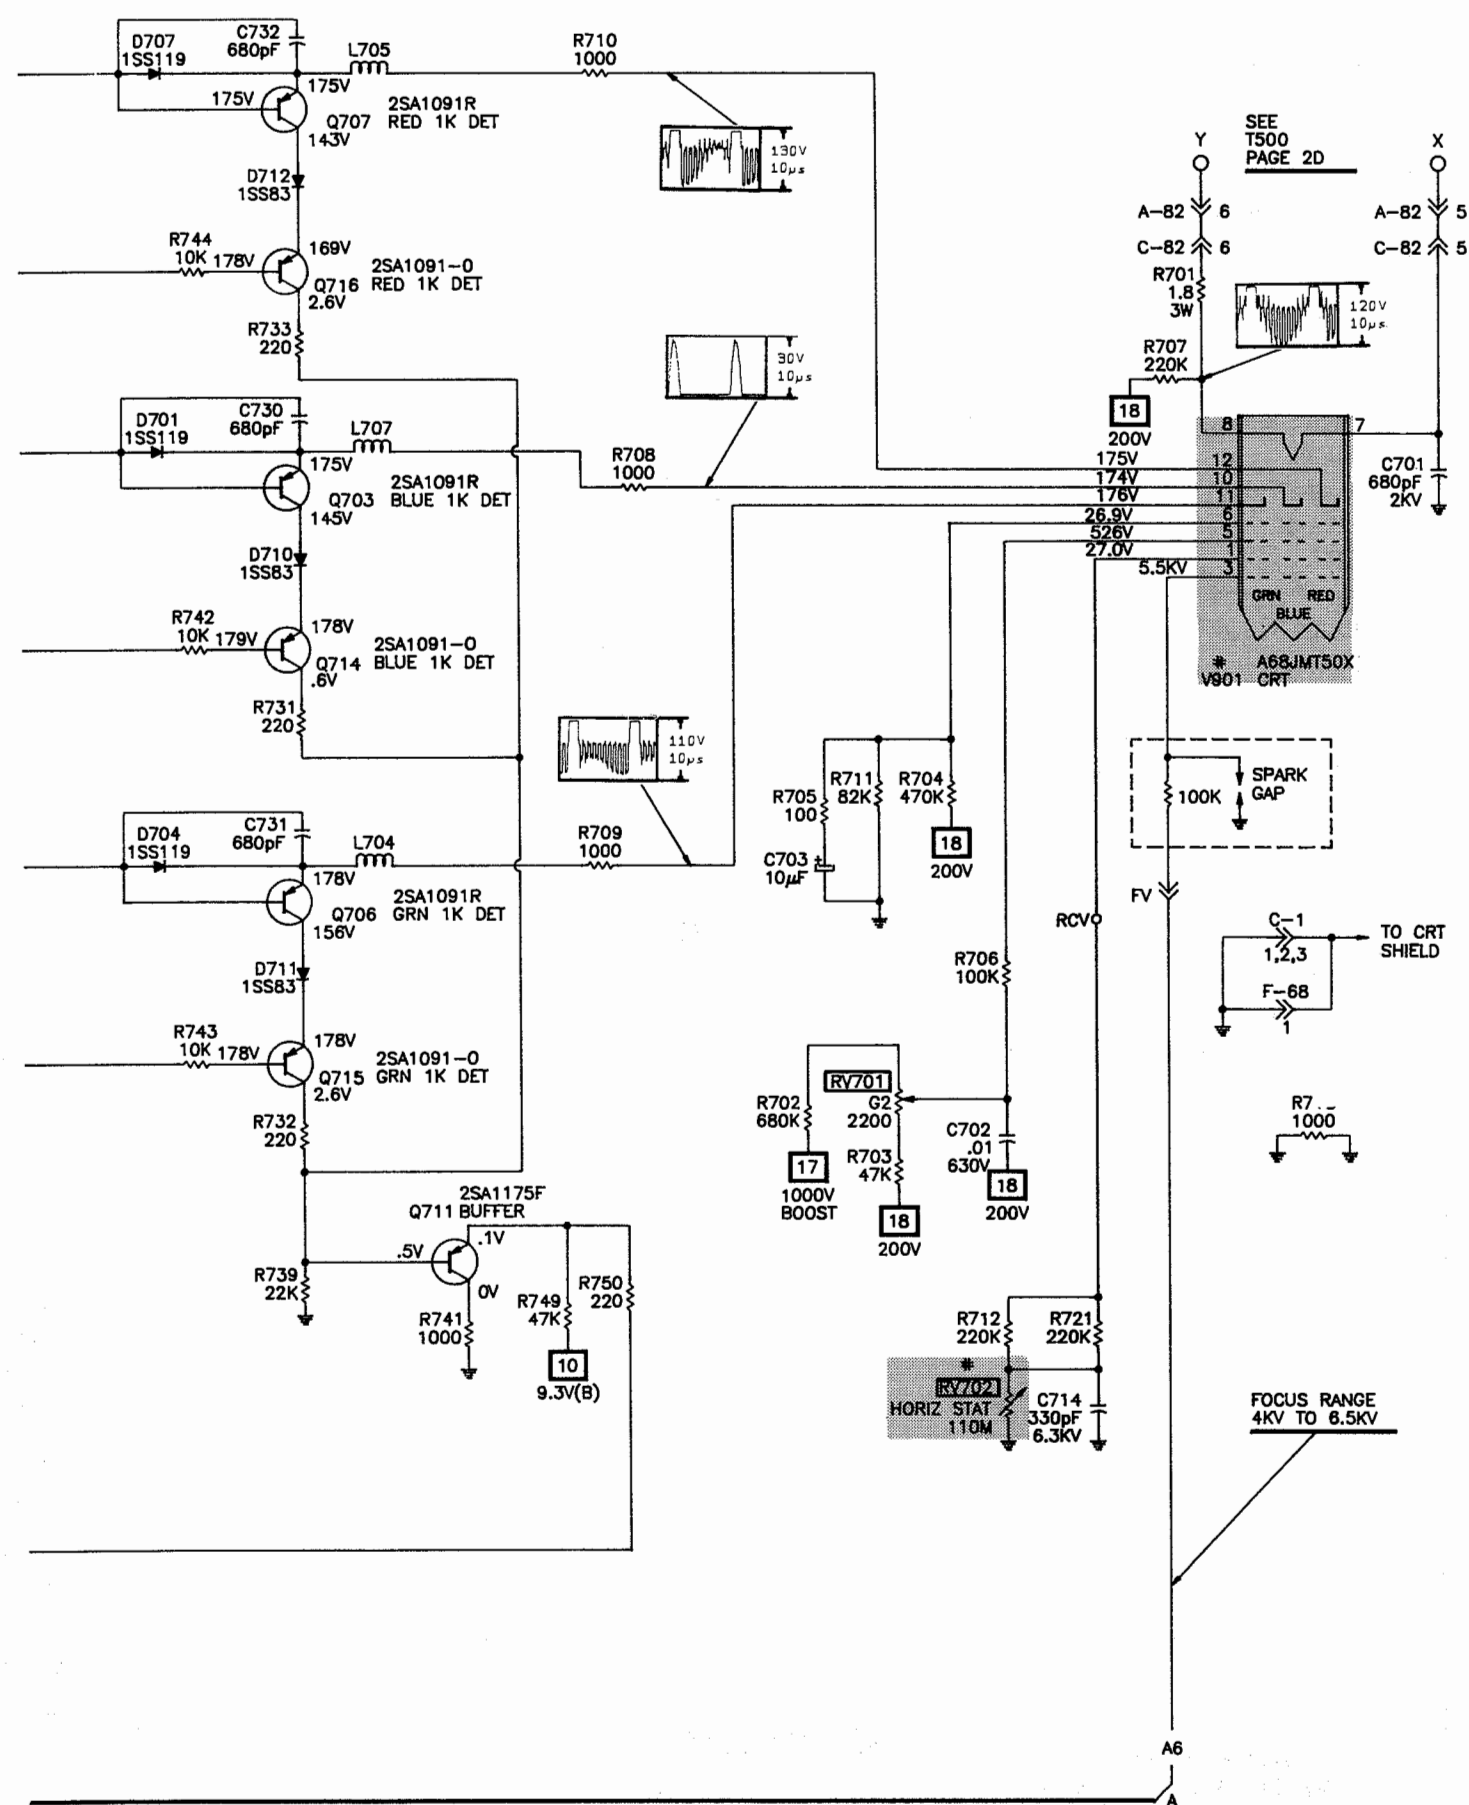 C732
680pF
D707
1SS119
L705
R710
1000
175V
175V
2SA1091R
Q707 RED 1K DET
143V
130V
10µs
D712
1SS83
R744
10K 178V
169V
2SA1091-0
Q716 RED 1K DET
2.6V
R733
220
30V
10µs
SEE
T500
PAGE 2D
Y
X
A-82 6
A-82 5
C-82 6
C-82 5
R701
1.8
3W
120V
10µs
R707
220K
18
200V
D701
1SS119
C730
680pF
L707
R708
1000
175V
2SA1091R
Q703 BLUE 1K DET
145V
D710
1SS83
R742
10K 179V
178V
2SA1091-0
Q714 BLUE 1K DET
.6V
R731
220
8
7
175V 12
174V 10
176V 11
26.9V 6
526V 5
27.0V 1
5.5KV 3
C701
680pF
2KV
GRN RED
BLUE
# A68JMT50X
V901 CRT
110V
10µs
D704
1SS119
C731
680pF
L704
R709
1000
178V
2SA1091R
Q706 GRN 1K DET
156V
D711
1SS83
R743
10K 178V
178V
2SA1091-0
Q715 GRN 1K DET
2.6V
R732
220
R705
100
R711
82K
R704
470K
C703 +
10µF
18
200V
100K
SPARK
GAP
FV
RCV
C-1
1,2,3
TO CRT
SHIELD
F-68
1
R706
100K
RV701
G2
2200
R702
680K
17
1000V
BOOST
R703
47K
18
200V
C702
.01
630V
18
200V
1000
2SA1175F
Q711 BUFFER
.1V
.5V
0V
R739
22K
R741
1000
R749
47K
R750
220
10
9.3V(B)
R712
220K
R721
220K
#
RV702
HORIZ STAT
110M
C714
330pF
6.3KV
FOCUS RANGE
4KV TO 6.5KV
A6
A